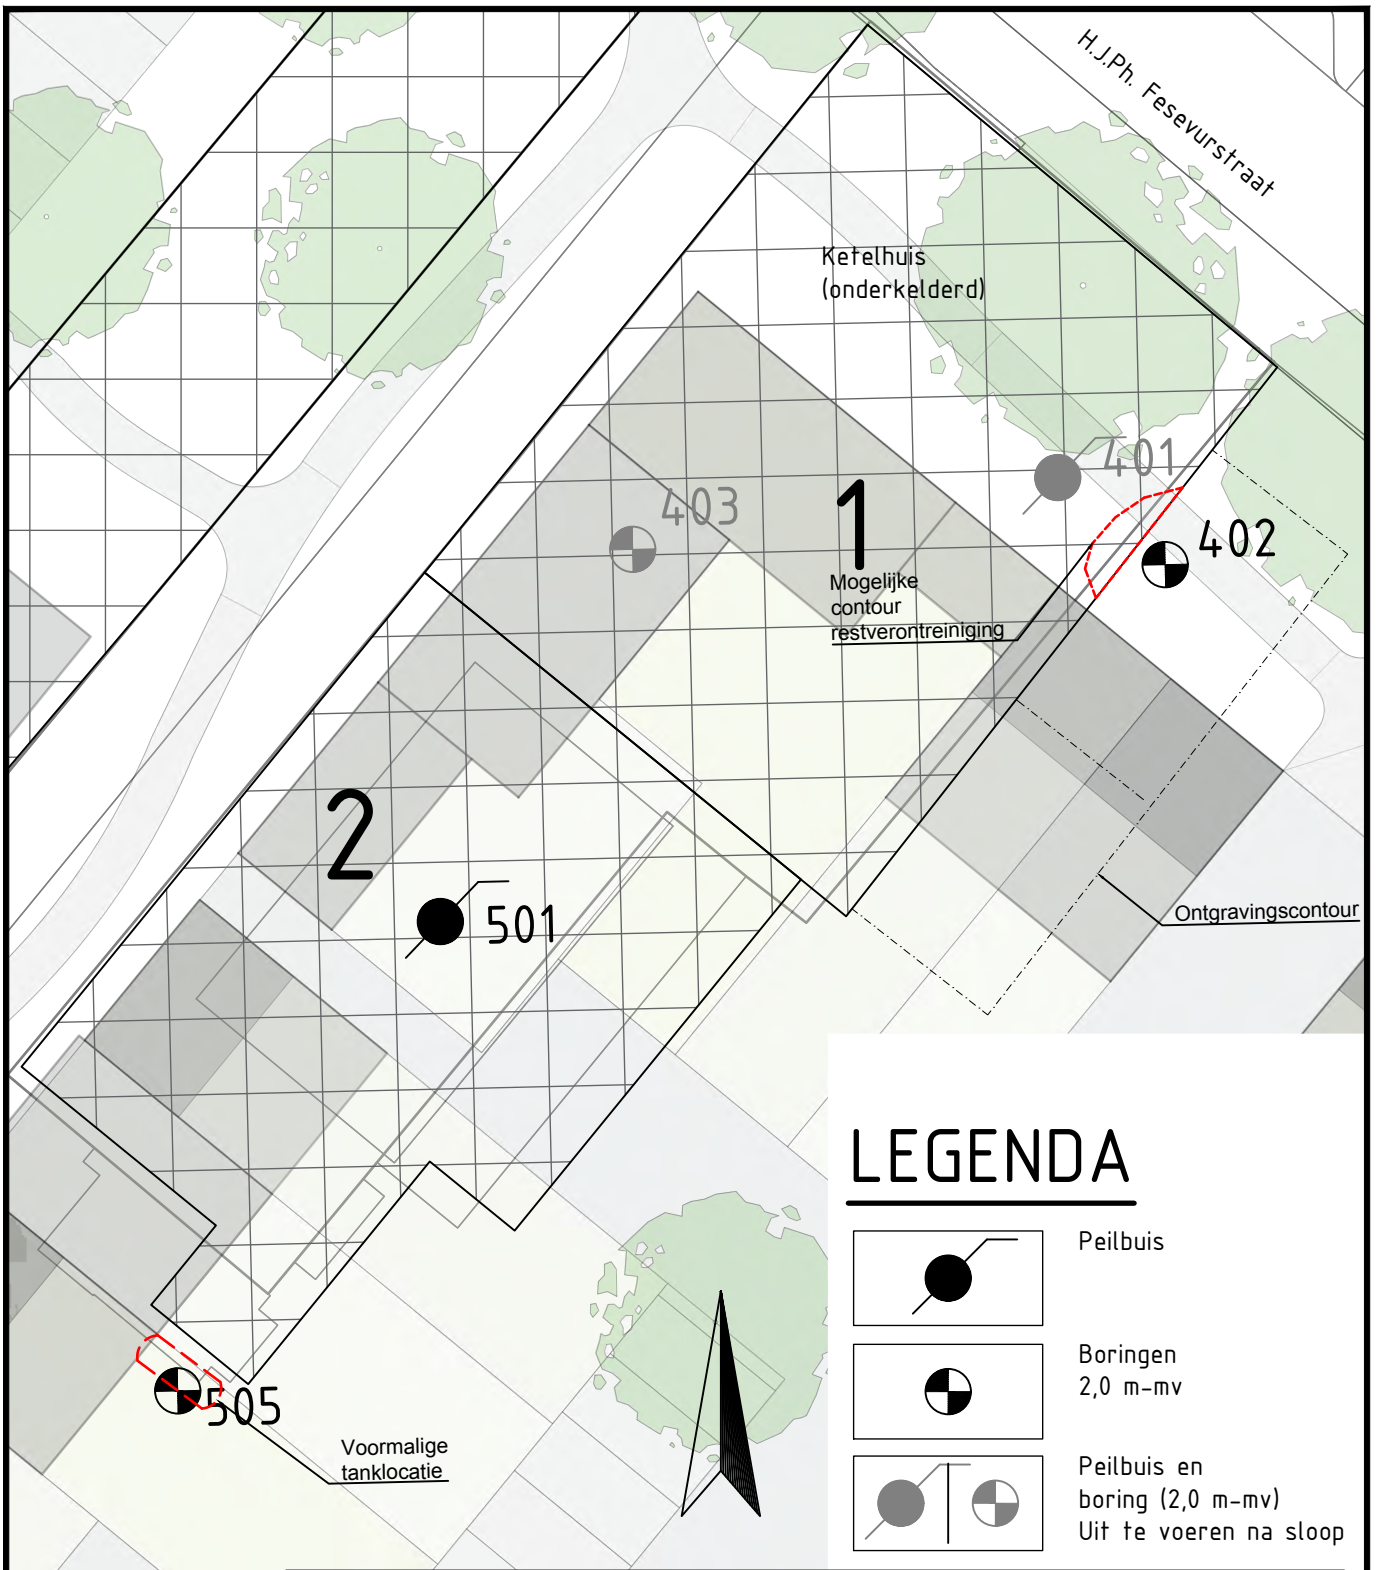 H.J.Ph. Fesevurstraat
Ketelhuis
(onderkelderd)
401
403
1
402
Mogelijke
contour
restverontreiniging
2
501
Ontgravingscontour
505
Voormalige
tanklocatie
LEGENDA
Peilbuis
Boringen
2,0 m-mv
Peilbuis en
boring (2,0 m-mv)
Uit te voeren na sloop